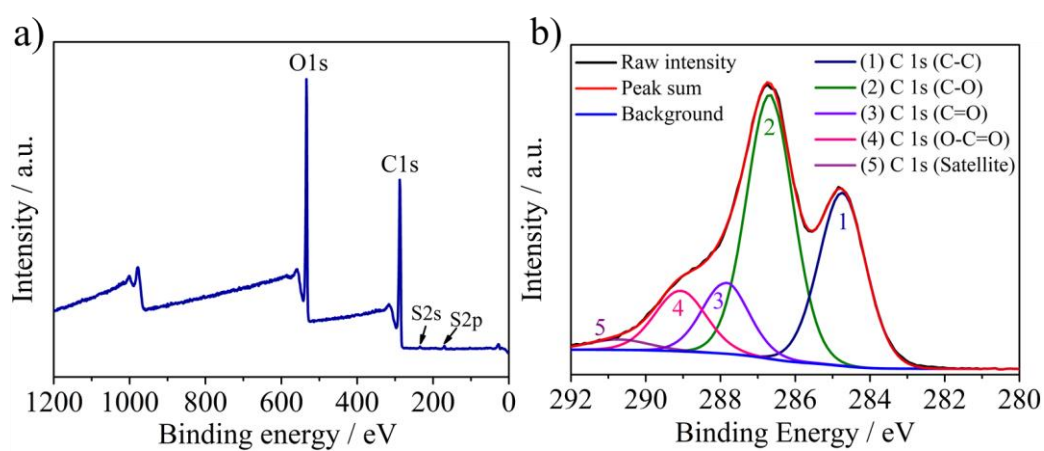 a)
O1s
C1s
S2s
S2p
Intensity / a.u.
1200 1000 800 600 400 200 0
Binding energy / eV
b)
Raw intensity
Peak sum
Background
(1) C 1s (C-C)
(2) C 1s (C-O)
(3) C 1s (C=O)
(4) C 1s (O-C=O)
(5) C 1s (Satellite)
2
1
3
4
5
Intensity / a.u.
292 290 288 286 284 282 280
Binding Energy / eV